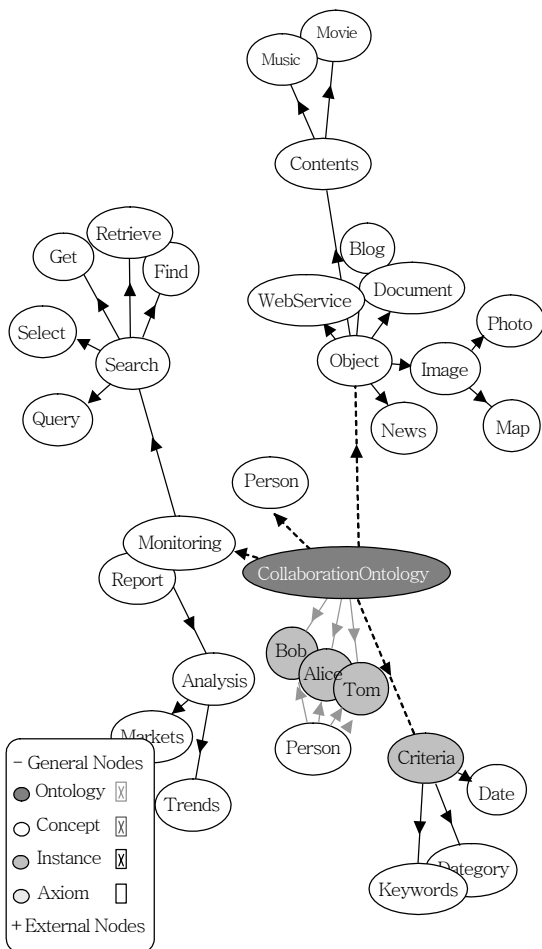 Movie
Music
Contents
Retrieve
Get
Find
Blog
WebService
Document
Select
Search
Photo
Object
Image
Query
News
Map
Person
Monitoring
Report
CollaborationOntology
Bob
Alice
Tom
Analysis
Person
Markets
Criteria
Date
Trends
Dategory
Keywords
– General Nodes
Ontology
Concept
Instance
Axiom
+ External Nodes